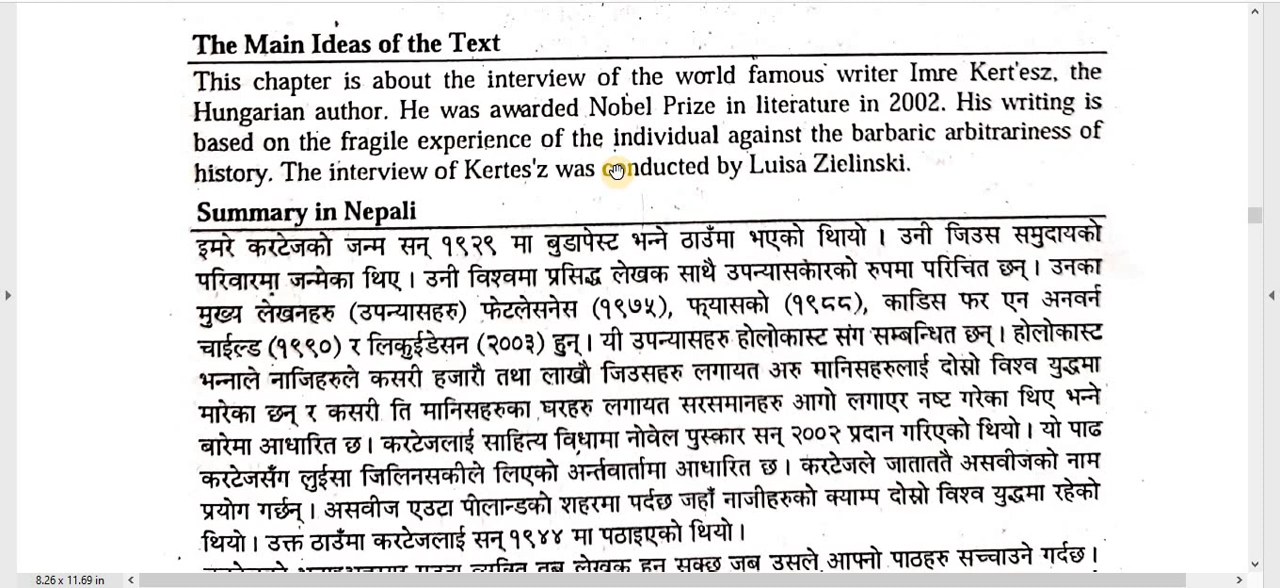 The Main Ideas of the Text
This chapter is about the interview of the world famous writer Imre Kert'esz, the
Hungarian author. He was awarded Nobel Prize in literature in 2002. His writing is
based on the fragile experience of the individual against the barbaric arbitrariness of
history. The interview of Kertes'z was conducted by Luisa Zielinski.
Summary in Nepali
इमरे करटेजको जन्म सन् १९२९ मा बुडापेस्ट भन्ने ठाउँमा भएको थियो । उनी जिउस समुदायको
परिवारमा जन्मेका थिए । उनी विश्वमा प्रसिद्ध लेखक साथै उपन्यासकारको रुपमा परिचित छन् । उनका
मुख्य लेखनहरु (उपन्यासहरु) फेटलेसनेस (१९७५), फ्यासको (१९८८), काडिस फर एन अनवर्न
चाईल्ड (१९९०) र लिकुईडेसन (२००३) हुन् । यी उपन्यासहरु होलोकास्ट संग सम्बन्धित छन् । होलोकास्ट
भन्नाले नाजिहरुले कसरी हजारौ तथा लाखौ जिउसहरु लगायत अरु मानिसहरुलाई दोस्रो विश्व युद्धमा
मारेका छन् र कसरी ति मानिसहरुका घरहरु लगायत सरसमानहरु आगो लगाएर नष्ट गरेका थिए भन्ने
बारेमा आधारित छ । करटेजलाई साहित्य विधामा नोवेल पुस्कार सन् २००२ प्रदान गरिएको थियो । यो पाढ
करटेजसँग लुईसा जिलिनसकीले लिएको अर्न्तवार्तामा आधारित छ । करटेजले जाताततै असवीजको नाम
प्रयोग गर्छन् । असवीज एउटा पोलान्डको शहरमा पर्दछ जहाँ नाजीहरुको क्याम्प दोस्रो विश्व युद्धमा रहेको
थियो । उक्त ठाउँमा करटेजलाई सन् १९४४ मा पठाइएको थियो ।
लेखक हुन सक्छ जब उसले आफ्नो पाठहरु सच्चाउने गर्दछ ।
8.26 x 11.69 in